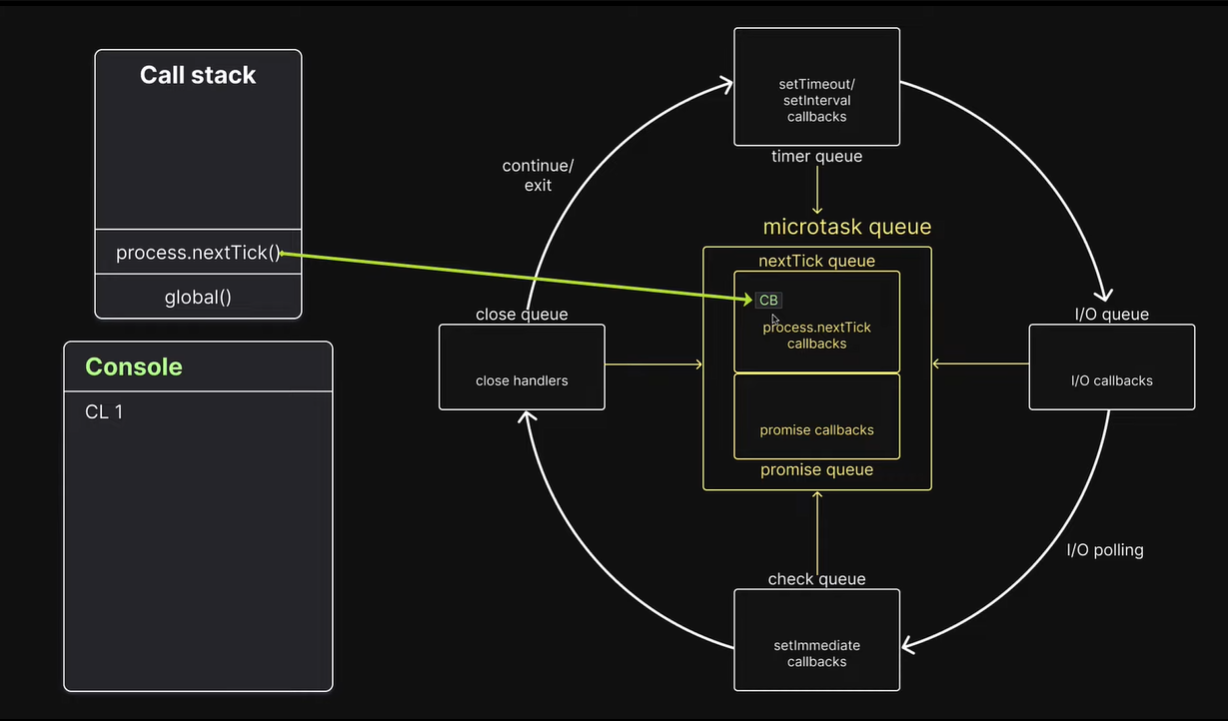 Call stack
process.nextTick()
global()
Console
CL 1
setTimeout/
setInterval
callbacks
timer queue
continue/
exit
microtask queue
nextTick queue
CB
process.nextTick
callbacks
promise callbacks
promise queue
close queue
close handlers
I/O queue
I/O callbacks
I/O polling
check queue
setImmediate
callbacks